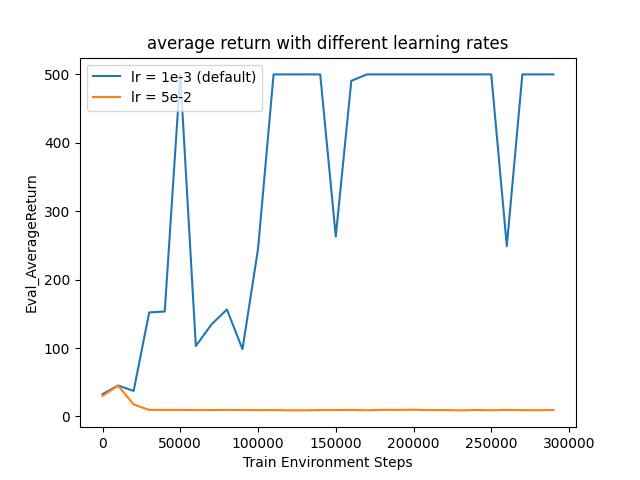 average return with different learning rates
lr = 1e-3 (default)
lr = 5e-2
500
400
300
200
100
0
Eval_AverageReturn
0 50000 100000 150000 200000 250000 300000
Train Environment Steps